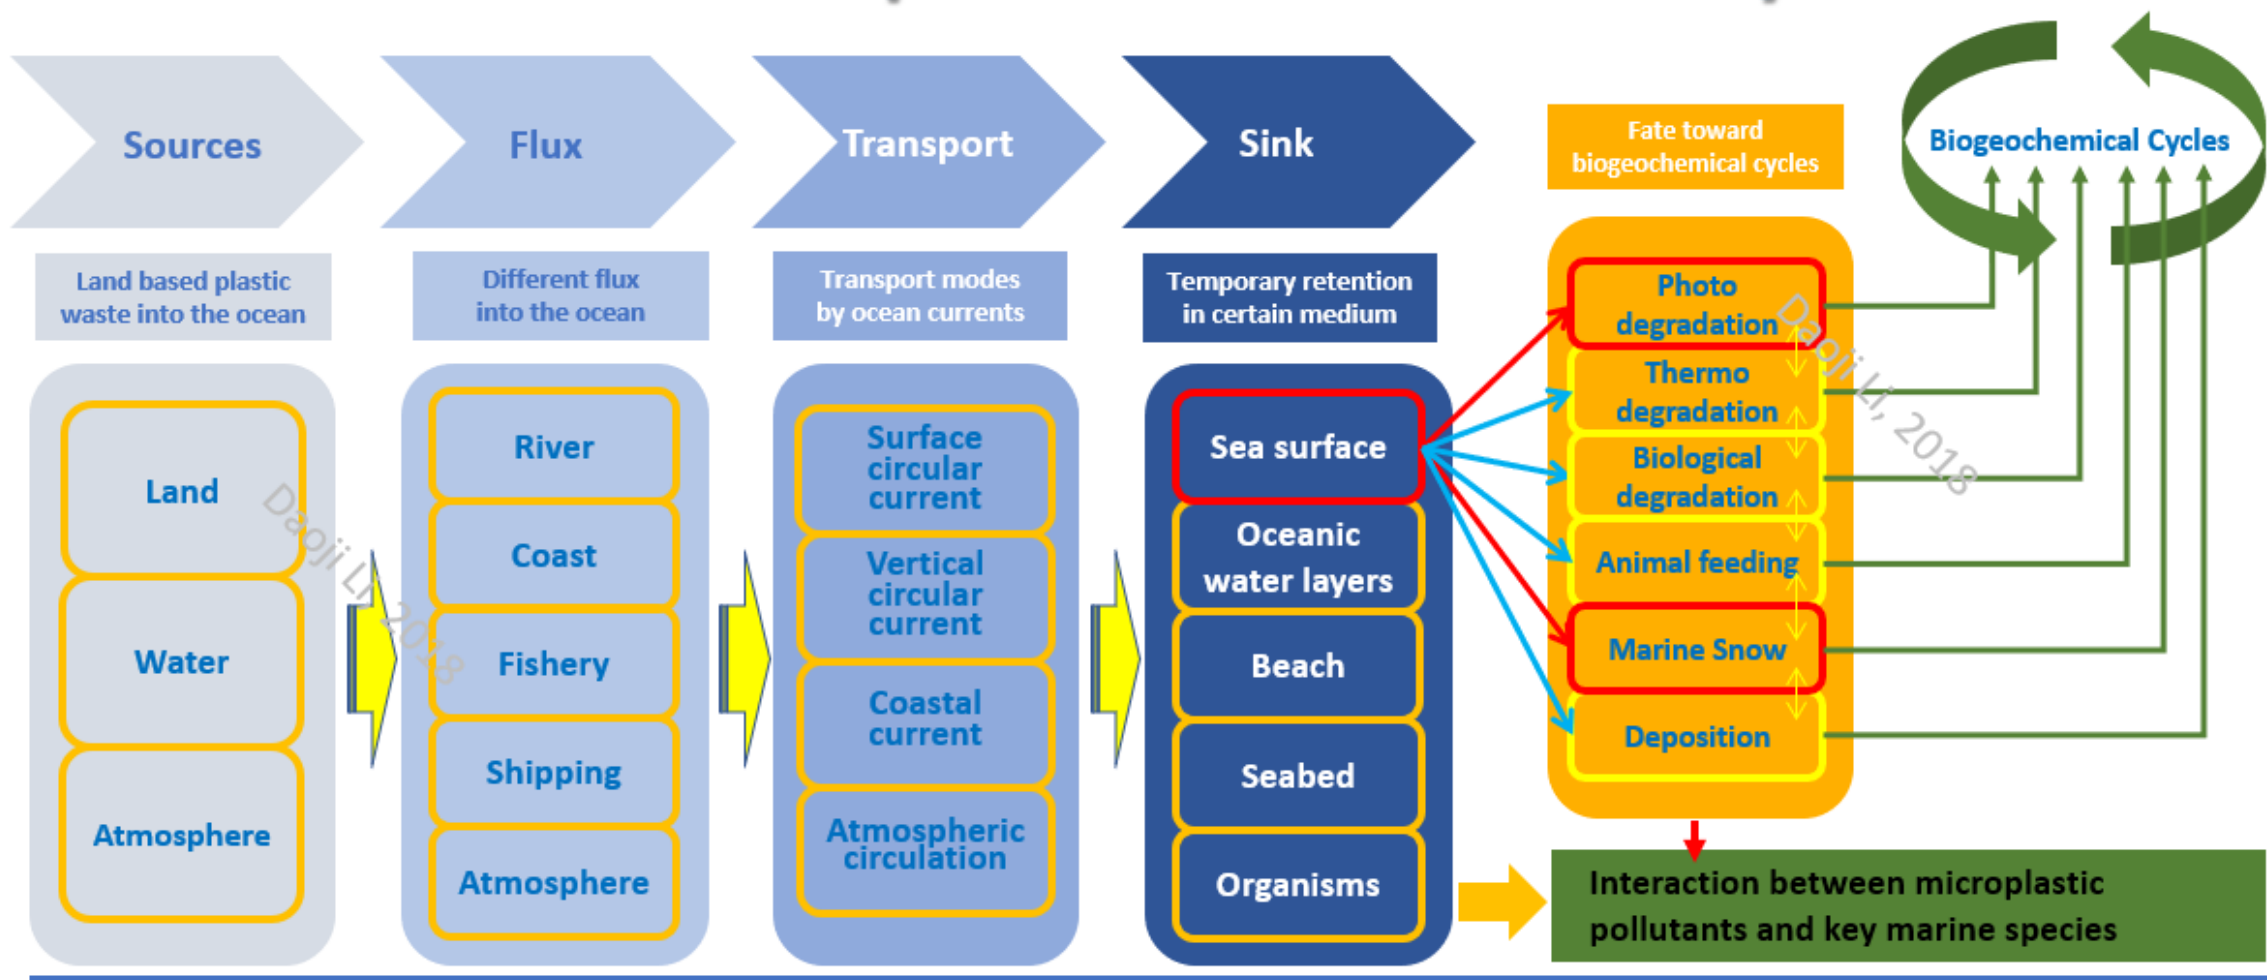 Sources
Flux
Transport
Sink
Fate toward
biogeochemical cycles
Biogeochemical Cycles
Land based plastic
waste into the ocean
Different flux
into the ocean
Transport modes
by ocean currents
Temporary retention
in certain medium
Land
Water
Atmosphere
River
Coast
Fishery
Shipping
Atmosphere
Surface
circular
current
Vertical
circular
current
Coastal
current
Atmospheric
circulation
Sea surface
Oceanic
water layers
Beach
Seabed
Organisms
Photo
degradation
Thermo
degradation
Biological
degradation
Animal feeding
Marine Snow
Deposition
Interaction between microplastic
pollutants and key marine species
Daoji Li, 2018
Daoji Li, 2018